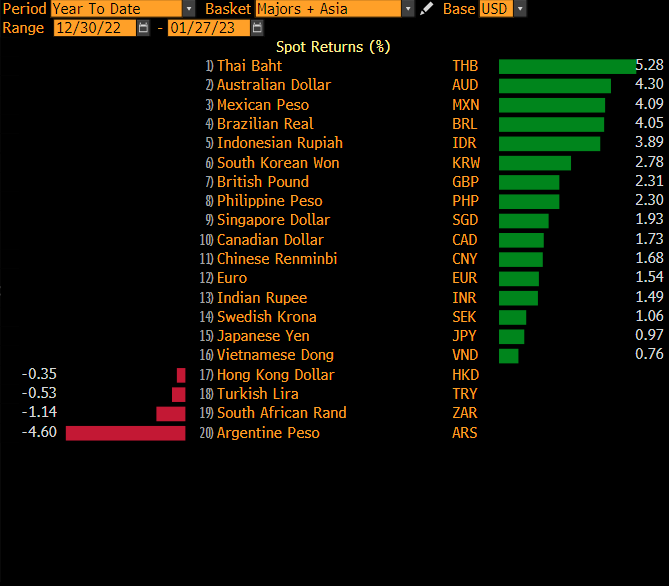 Period Year To Date Basket Majors + Asia Base USD
Range 12/30/22 - 01/27/23
Spot Returns (%)
1) Thai Baht THB 5.28
2) Australian Dollar AUD 4.30
3) Mexican Peso MXN 4.09
4) Brazilian Real BRL 4.05
5) Indonesian Rupiah IDR 3.89
6) South Korean Won KRW 2.78
7) British Pound GBP 2.31
8) Philippine Peso PHP 2.30
9) Singapore Dollar SGD 1.93
10) Canadian Dollar CAD 1.73
11) Chinese Renminbi CNY 1.68
12) Euro EUR 1.54
13) Indian Rupee INR 1.49
14) Swedish Krona SEK 1.06
15) Japanese Yen JPY 0.97
16) Vietnamese Dong VND 0.76
-0.35 17) Hong Kong Dollar HKD
-0.53 18) Turkish Lira TRY
-1.14 19) South African Rand ZAR
-4.60 20) Argentine Peso ARS